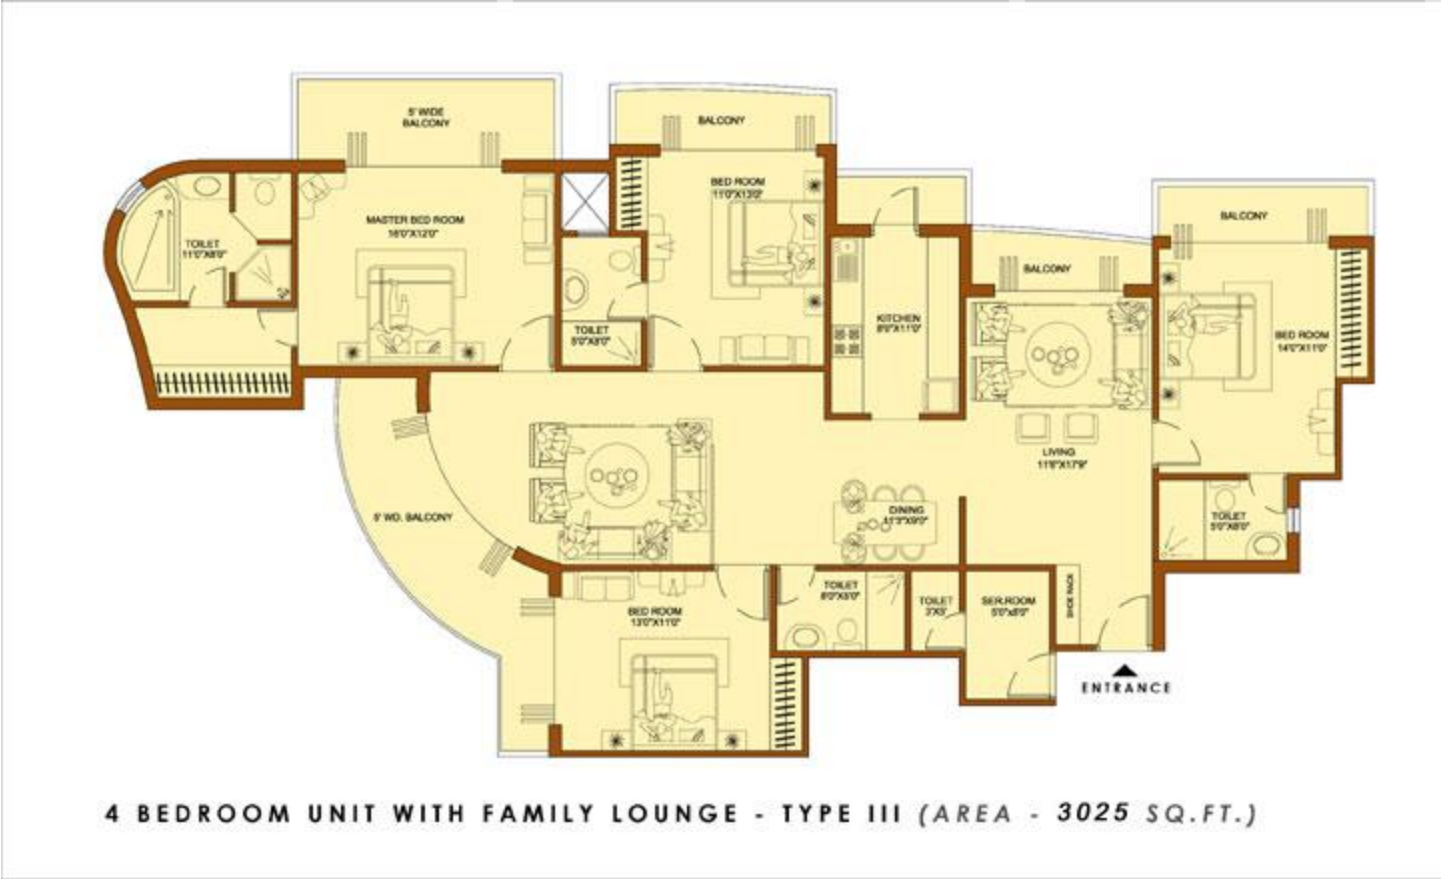 5' WIDE
BALCONY
BALCONY
BED ROOM
11'0"X13'0"
MASTER BED ROOM
16'0"X12'0"
BALCONY
TOILET
11'0"X8'0"
BALCONY
KITCHEN
8'0"X11'0"
TOILET
5'0"X8'0"
BED ROOM
14'0"X11'0"
LIVING
11'6"X17'9"
5' WD. BALCONY
DINING
11'3"X9'0"
TOILET
5'0"X8'0"
TOILET
8'0"X5'0"
TOILET
3'X5'
SER.ROOM
5'0"x8'0"
SHOE RACK
BED ROOM
13'0"X11'0"
ENTRANCE
4 BEDROOM UNIT WITH FAMILY LOUNGE - TYPE III (AREA - 3025 SQ.FT.)